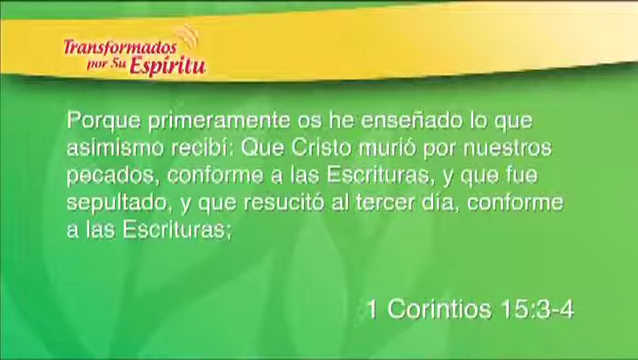 Transformados
por Su Espíritu
Porque primeramente os he enseñado lo que
asimismo recibí: Que Cristo murió por nuestros
pecados, conforme a las Escrituras, y que fue
sepultado, y que resucitó al tercer día, conforme
a las Escrituras;
1 Corintios 15:3-4